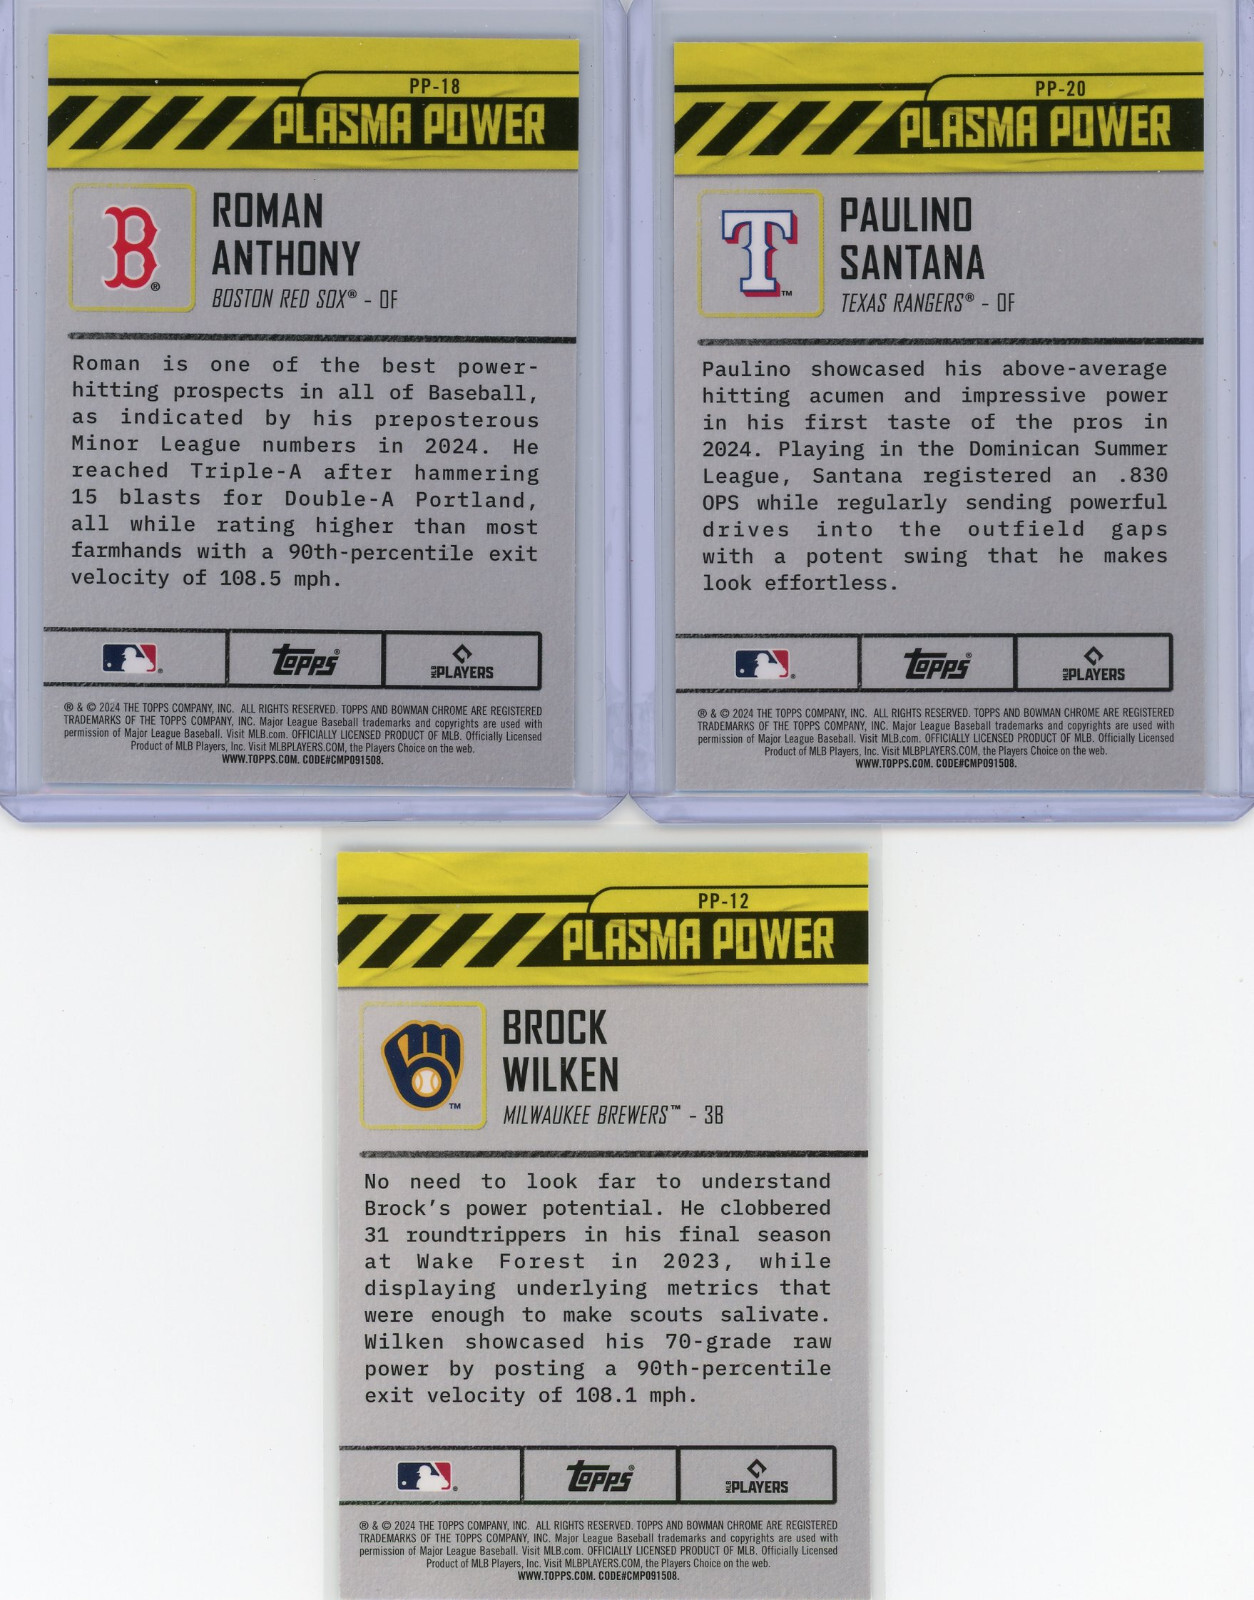 PP-18
PLASMA POWER
B
®
ROMAN
ANTHONY
BOSTON RED SOX® - OF
Roman is one of the best power-
hitting prospects in all of Baseball,
as indicated by his preposterous
Minor League numbers in 2024. He
reached Triple-A after hammering
15 blasts for Double-A Portland,
all while rating higher than most
farmhands with a 90th-percentile exit
velocity of 108.5 mph.
topps®
MLB PLAYERS
® & © 2024 THE TOPPS COMPANY, INC. ALL RIGHTS RESERVED. TOPPS AND BOWMAN CHROME ARE REGISTERED
TRADEMARKS OF THE TOPPS COMPANY, INC. Major League Baseball trademarks and copyrights are used with
permission of Major League Baseball. Visit MLB.com. OFFICIALLY LICENSED PRODUCT OF MLB. Officially Licensed
Product of MLB Players, Inc. Visit MLBPLAYERS.COM, the Players Choice on the web.
WWW.TOPPS.COM. CODE#CMP091508.
PP-20
PLASMA POWER
T
™
PAULINO
SANTANA
TEXAS RANGERS® - OF
Paulino showcased his above-average
hitting acumen and impressive power
in his first taste of the pros in
2024. Playing in the Dominican Summer
League, Santana registered an .830
OPS while regularly sending powerful
drives into the outfield gaps
with a potent swing that he makes
look effortless.
topps®
MLB PLAYERS
® & © 2024 THE TOPPS COMPANY, INC. ALL RIGHTS RESERVED. TOPPS AND BOWMAN CHROME ARE REGISTERED
TRADEMARKS OF THE TOPPS COMPANY, INC. Major League Baseball trademarks and copyrights are used with
permission of Major League Baseball. Visit MLB.com. OFFICIALLY LICENSED PRODUCT OF MLB. Officially Licensed
Product of MLB Players, Inc. Visit MLBPLAYERS.COM, the Players Choice on the web.
WWW.TOPPS.COM. CODE#CMP091508.
PP-12
PLASMA POWER
™
BROCK
WILKEN
MILWAUKEE BREWERS™ - 3B
No need to look far to understand
Brock's power potential. He clobbered
31 roundtrippers in his final season
at Wake Forest in 2023, while
displaying underlying metrics that
were enough to make scouts salivate.
Wilken showcased his 70-grade raw
power by posting a 90th-percentile
exit velocity of 108.1 mph.
topps®
MLB PLAYERS
® & © 2024 THE TOPPS COMPANY, INC. ALL RIGHTS RESERVED. TOPPS AND BOWMAN CHROME ARE REGISTERED
TRADEMARKS OF THE TOPPS COMPANY, INC. Major League Baseball trademarks and copyrights are used with
permission of Major League Baseball. Visit MLB.com. OFFICIALLY LICENSED PRODUCT OF MLB. Officially Licensed
Product of MLB Players, Inc. Visit MLBPLAYERS.COM, the Players Choice on the web.
WWW.TOPPS.COM. CODE#CMP091508.